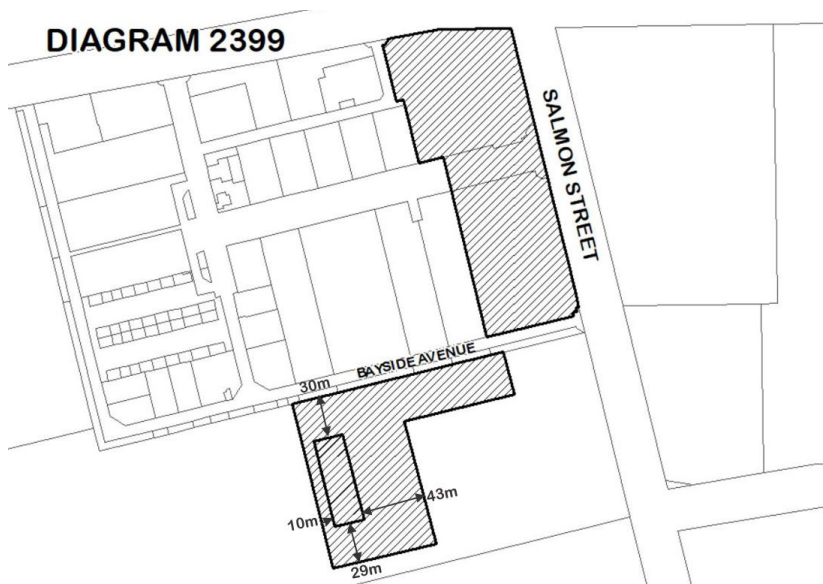 DIAGRAM 2399
SALMON STREET
BAYSIDE AVENUE
30m
43m
10m
29m